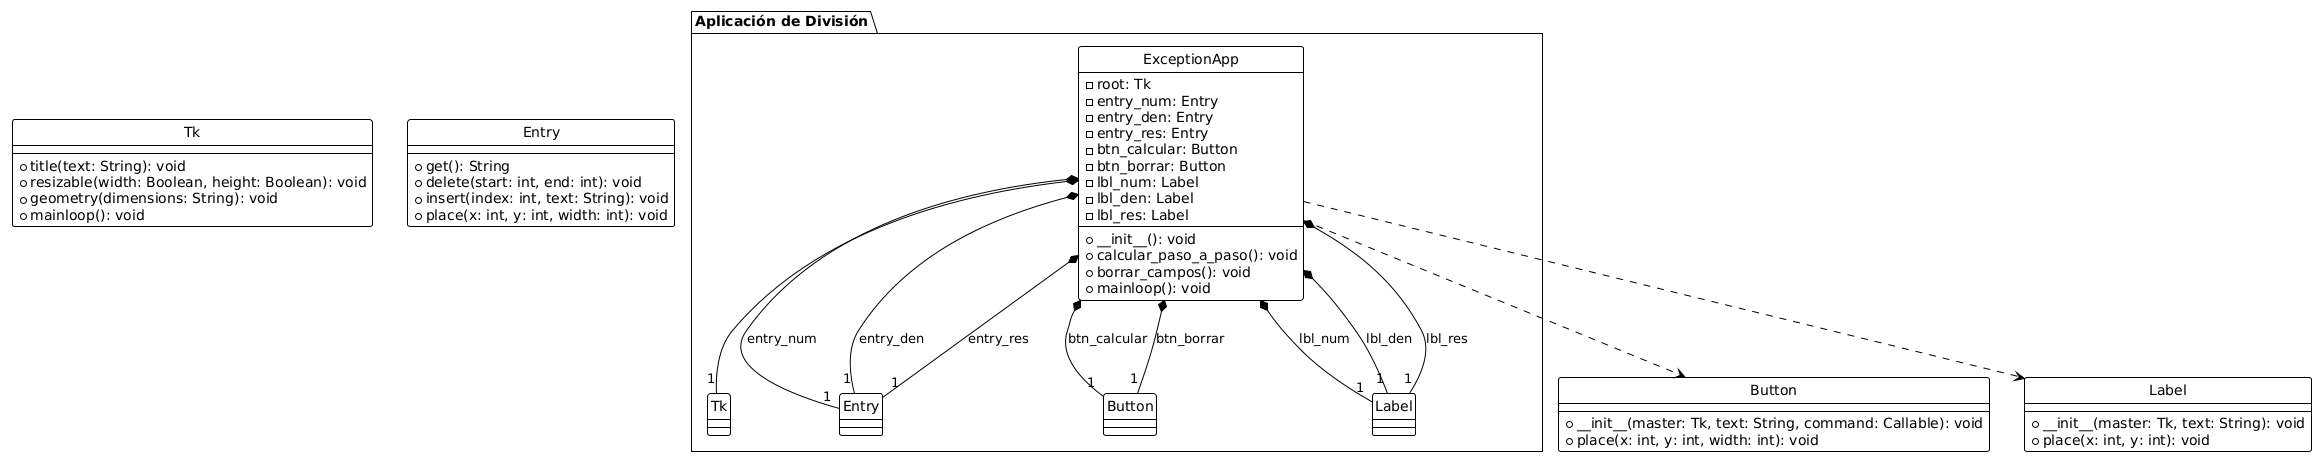 Aplicación de División
ExceptionApp
root: Tk
entry_num: Entry
entry_den: Entry
entry_res: Entry
btn_calcular: Button
btn_borrar: Button
lbl_num: Label
lbl_den: Label
lbl_res: Label
__init__(): void
calcular_paso_a_paso(): void
borrar_campos(): void
mainloop(): void
Tk
title(text: String): void
resizable(width: Boolean, height: Boolean): void
geometry(dimensions: String): void
mainloop(): void
Entry
get(): String
delete(start: int, end: int): void
insert(index: int, text: String): void
place(x: int, y: int, width: int): void
entry_num
entry_den
entry_res
btn_calcular
btn_borrar
lbl_num
lbl_den
lbl_res
1
1
1
1
1
1
1
1
1
Tk
Entry
Button
Label
Button
__init__(master: Tk, text: String, command: Callable): void
place(x: int, y: int, width: int): void
Label
__init__(master: Tk, text: String): void
place(x: int, y: int): void